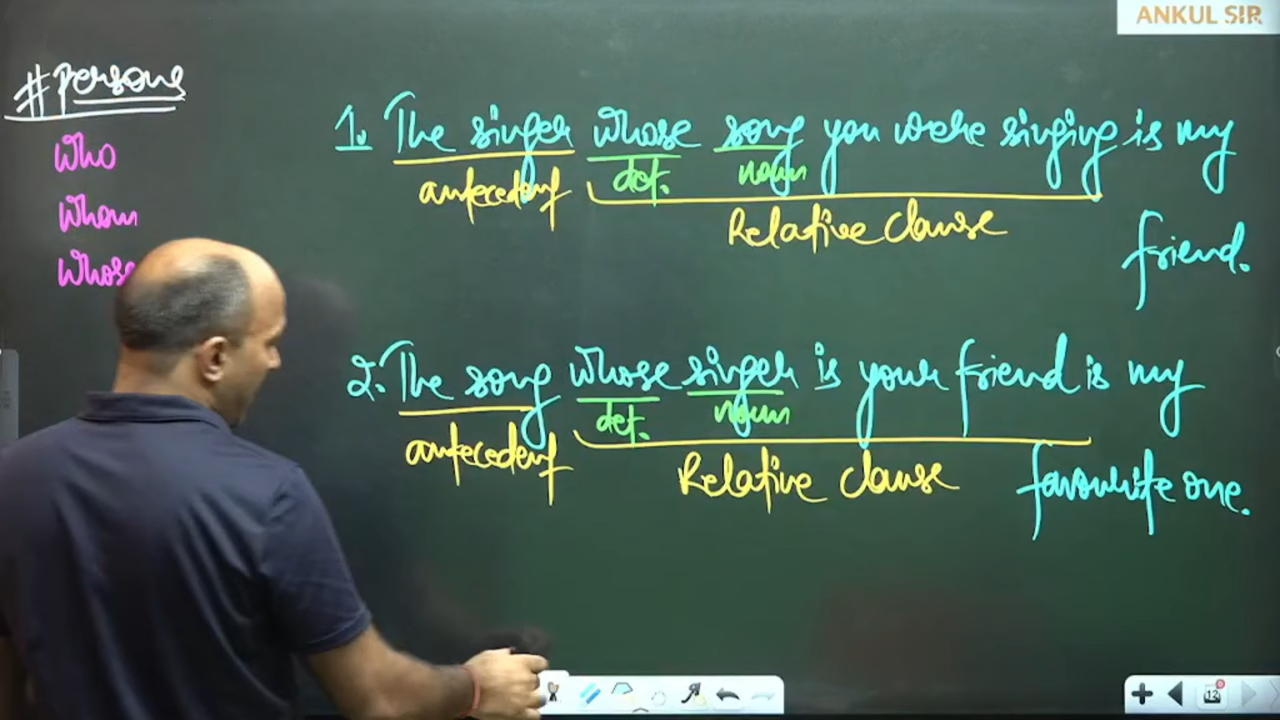 ANKUL SIR
# Persons
Who
Whom
Whose
1. The singer whose song you were singing is my
antecedent det. noun
Relative clause
friend.
2. The song whose singer is your friend is my
antecedent det. noun
Relative clause
favourite one.
12